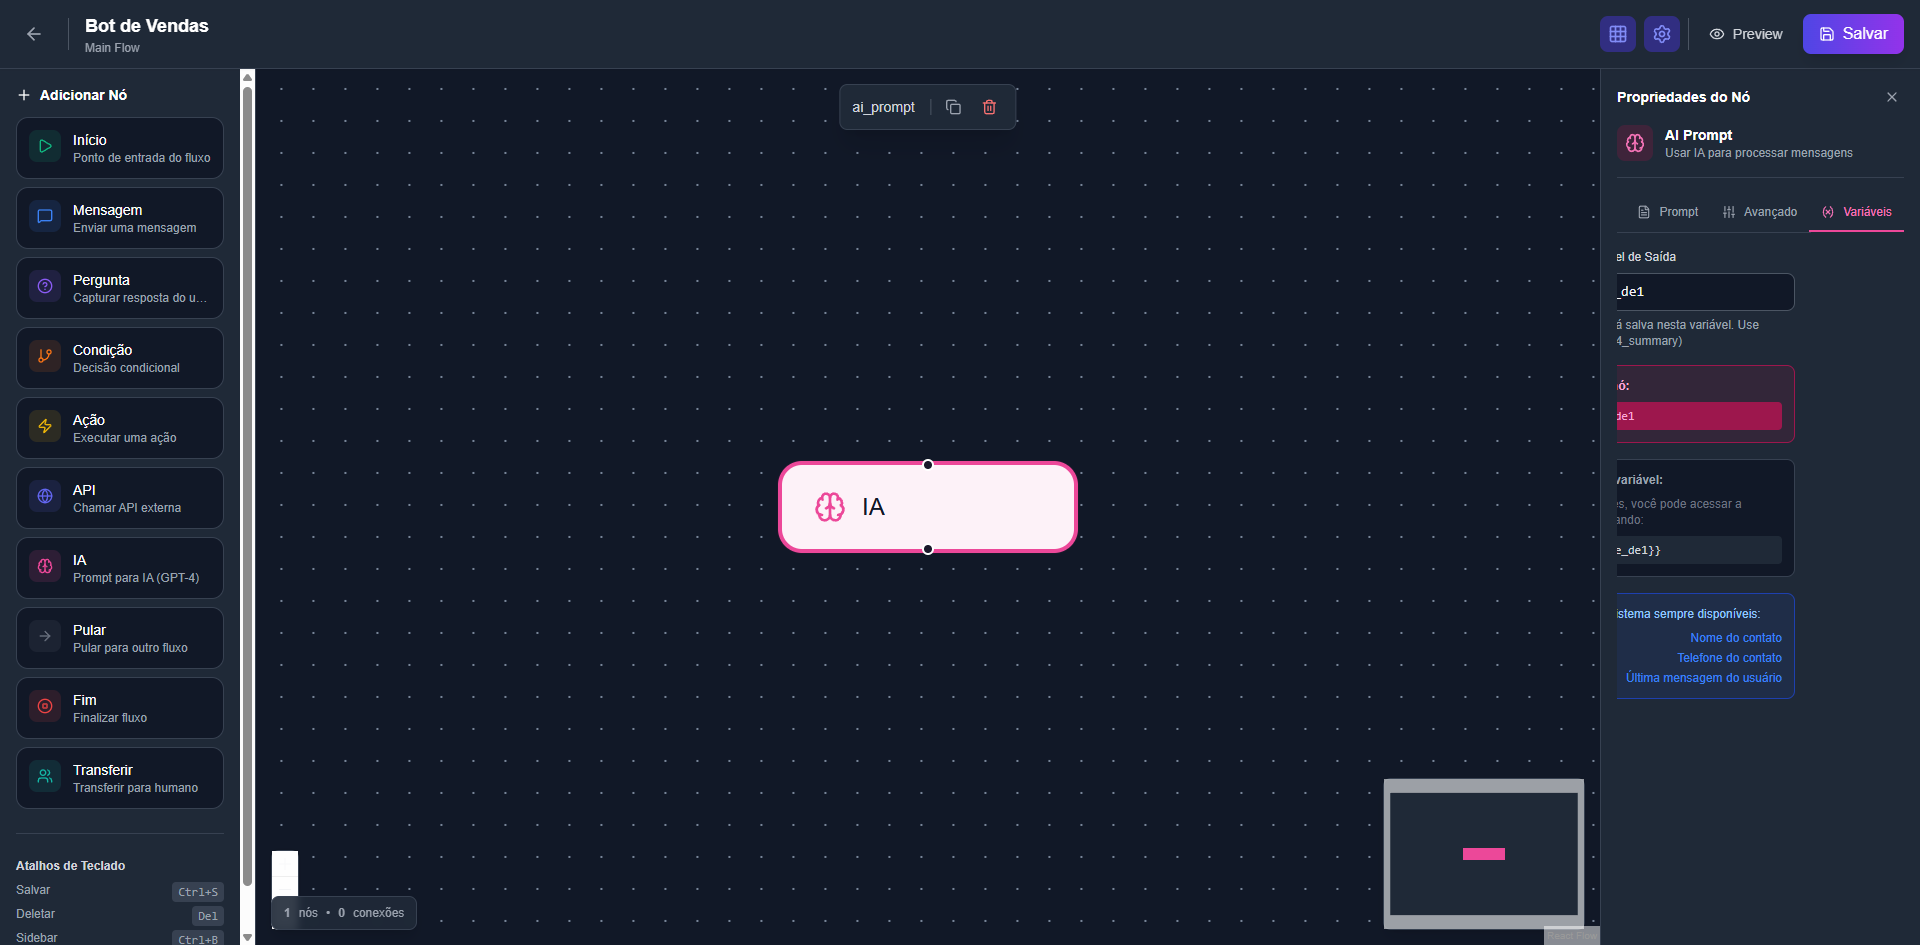 Bot de Vendas
Main Flow
Preview
Salvar
Adicionar Nó
Início
Ponto de entrada do fluxo
Mensagem
Enviar uma mensagem
Pergunta
Capturar resposta do u...
Condição
Decisão condicional
Ação
Executar uma ação
API
Chamar API externa
IA
Prompt para IA (GPT-4)
Pular
Pular para outro fluxo
Fim
Finalizar fluxo
Transferir
Transferir para humano
Atalhos de Teclado
Salvar Ctrl+S
Deletar Del
Sidebar Ctrl+B
ai_prompt
IA
1 nós • 0 conexões
React Flow
Propriedades do Nó
AI Prompt
Usar IA para processar mensagens
Prompt Avançado Variáveis
el de Saída
_de1
á salva nesta variável. Use
4_summary)
ó:
de1
variável:
es, você pode acessar a
ando:
e_de1}}
istema sempre disponíveis:
Nome do contato
Telefone do contato
Última mensagem do usuário